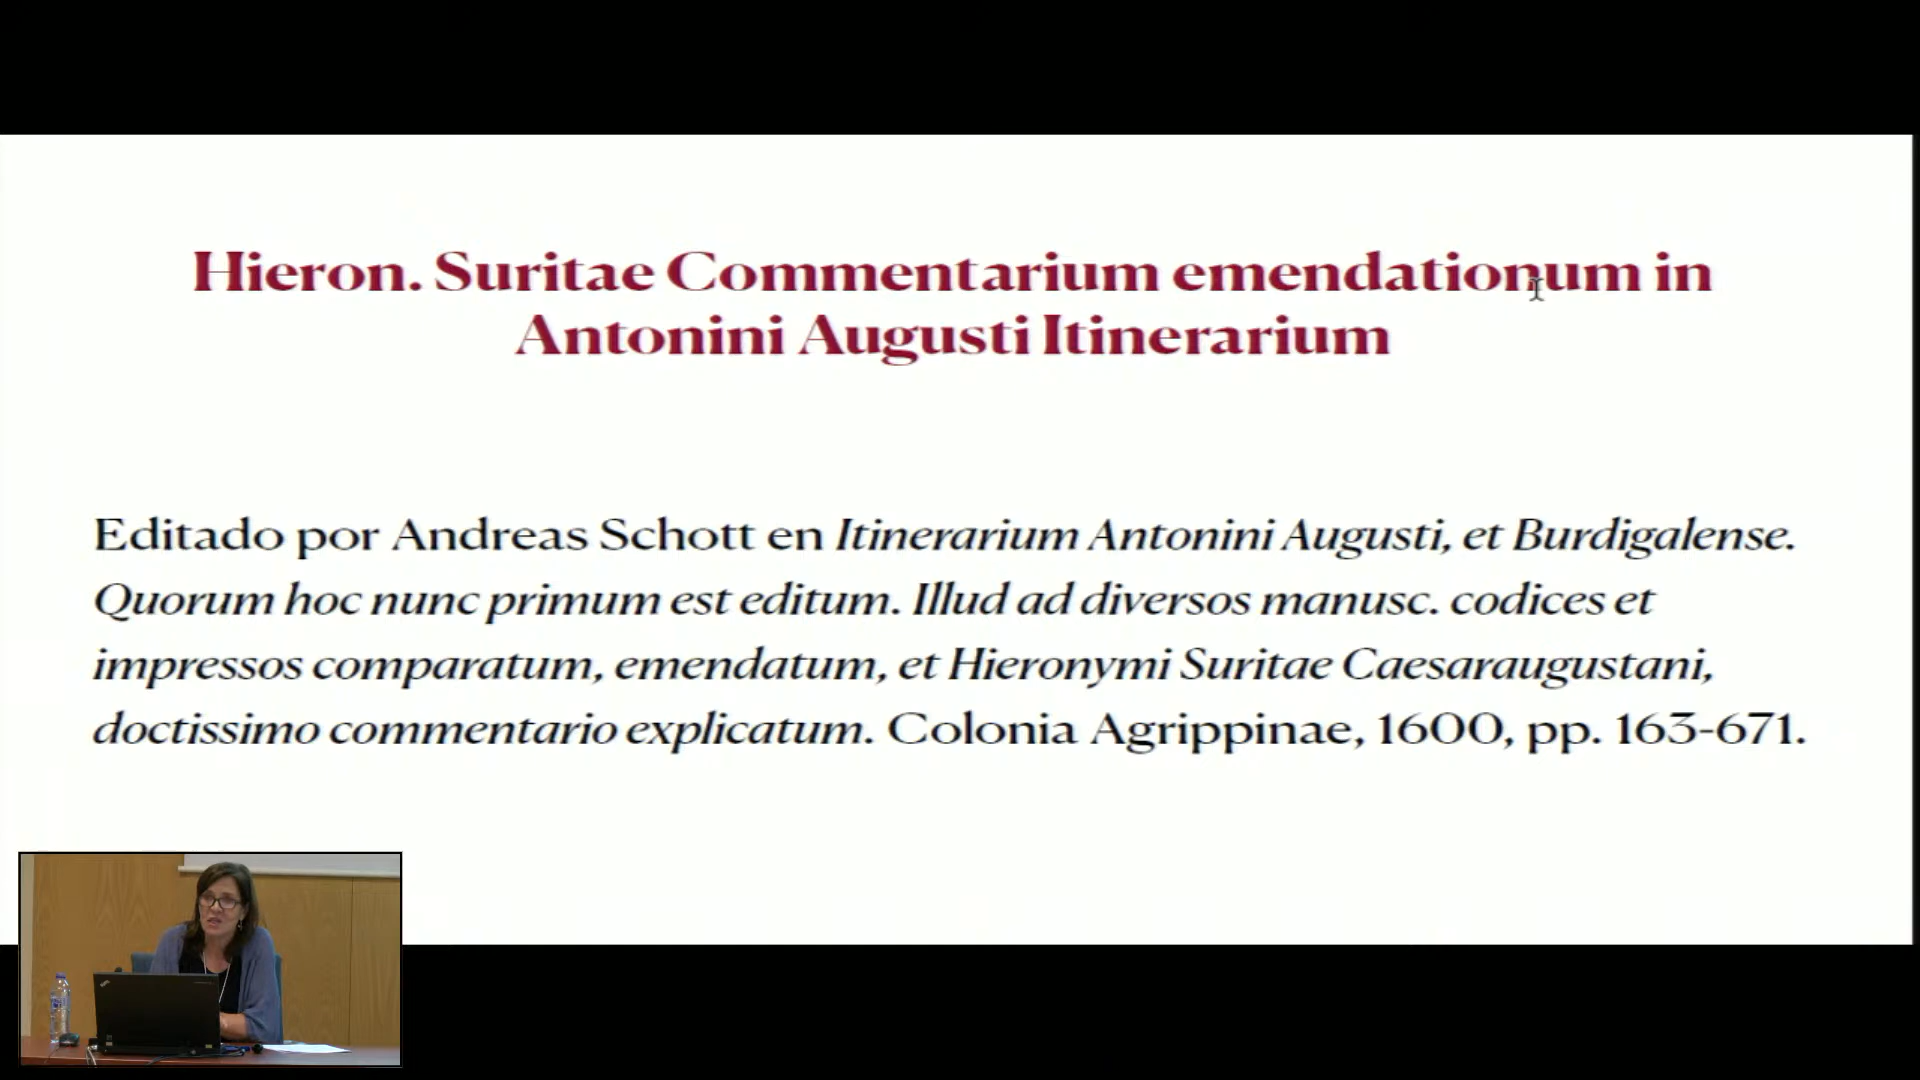 Hieron. Suritae Commentarium emendationum in
Antonini Augusti Itinerarium
Editado por Andreas Schott en Itinerarium Antonini Augusti, et Burdigalense.
Quorum hoc nunc primum est editum. Illud ad diversos manusc. codices et
impressos comparatum, emendatum, et Hieronymi Suritae Caesaraugustani,
doctissimo commentario explicatum. Colonia Agrippinae, 1600, pp. 163-671.